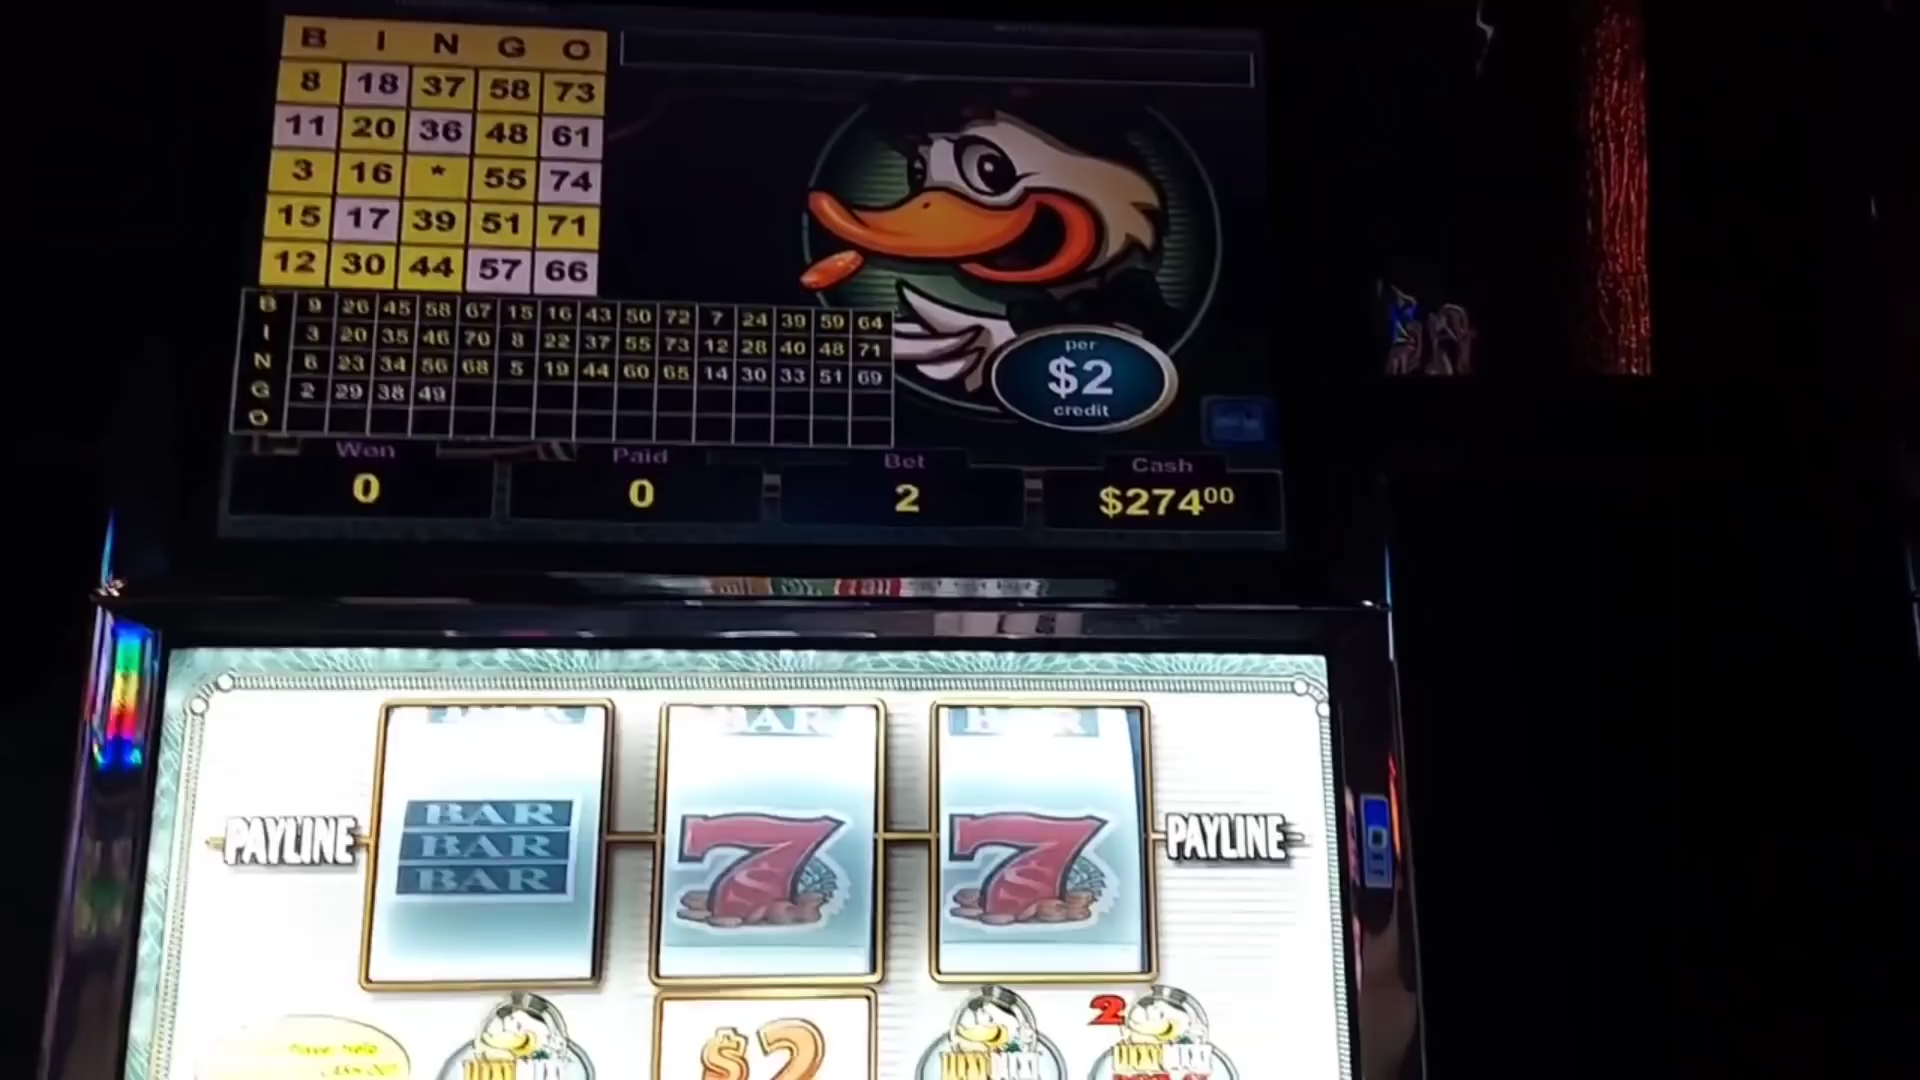 B I N G O
8 18 37 58 73
11 20 36 48 61
3 16 * 55 74
15 17 39 51 71
12 30 44 57 66
B 9 26 45 58 67 15 16 43 50 72 7 24 39 59 64
I 3 20 35 46 70 8 22 37 55 73 12 28 40 48 71
N 6 23 34 56 68 5 19 44 60 65 14 30 33 51 69
G 2 29 38 49
O
per
$2
credit
Won Paid Bet Cash
0 0 2 $27400
BAR BAR
BAR
PAYLINE BAR 7 7 PAYLINE
BAR
2
$2